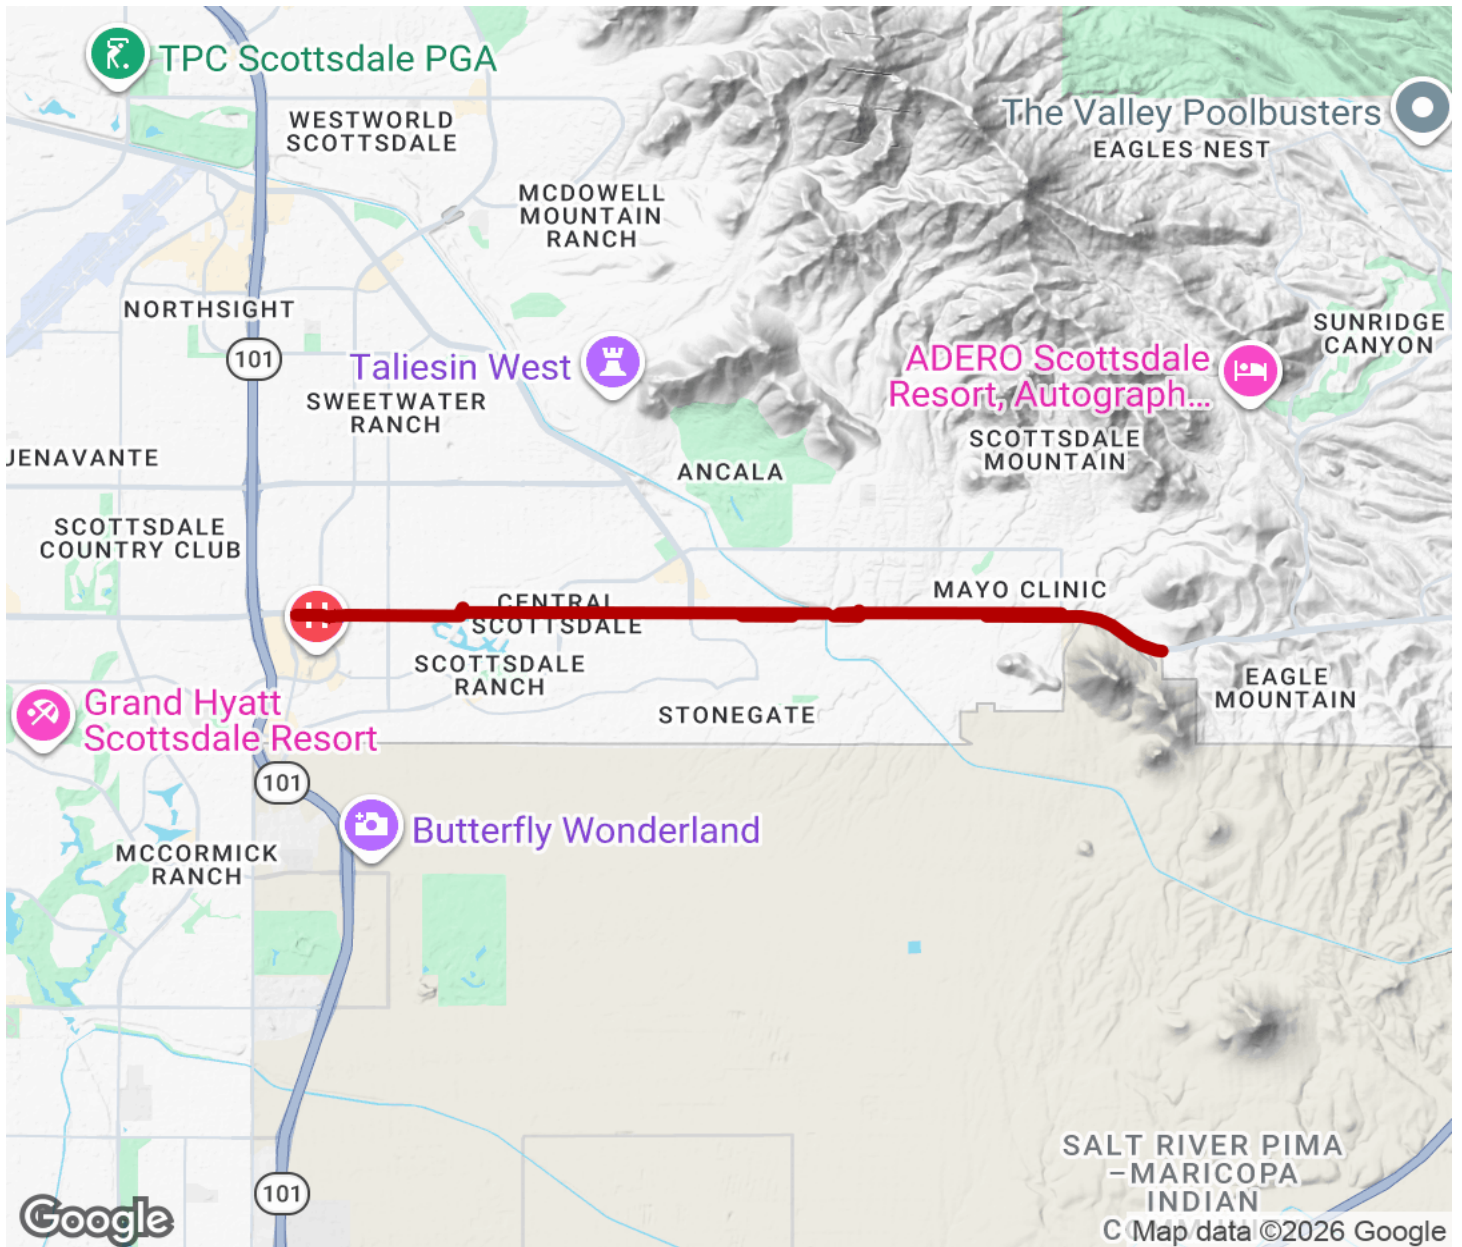 TPC Scottsdale PGA
WESTWORLD
SCOTTSDALE
The Valley Poolbusters
EAGLES NEST
MCDOWELL
MOUNTAIN
RANCH
NORTHSIGHT
SUNRIDGE
CANYON
101
Taliesin West
ADERO Scottsdale
Resort, Autograph...
SWEETWATER
RANCH
SCOTTSDALE
MOUNTAIN
JENAVANTE
ANCALA
SCOTTSDALE
COUNTRY CLUB
MAYO CLINIC
H
CENTRAL
SCOTTSDALE
SCOTTSDALE
RANCH
EAGLE
MOUNTAIN
Grand Hyatt
Scottsdale Resort
STONEGATE
101
Butterfly Wonderland
MCCORMICK
RANCH
SALT RIVER PIMA
–MARICOPA
INDIAN
101
Google
Map data ©2026 Google